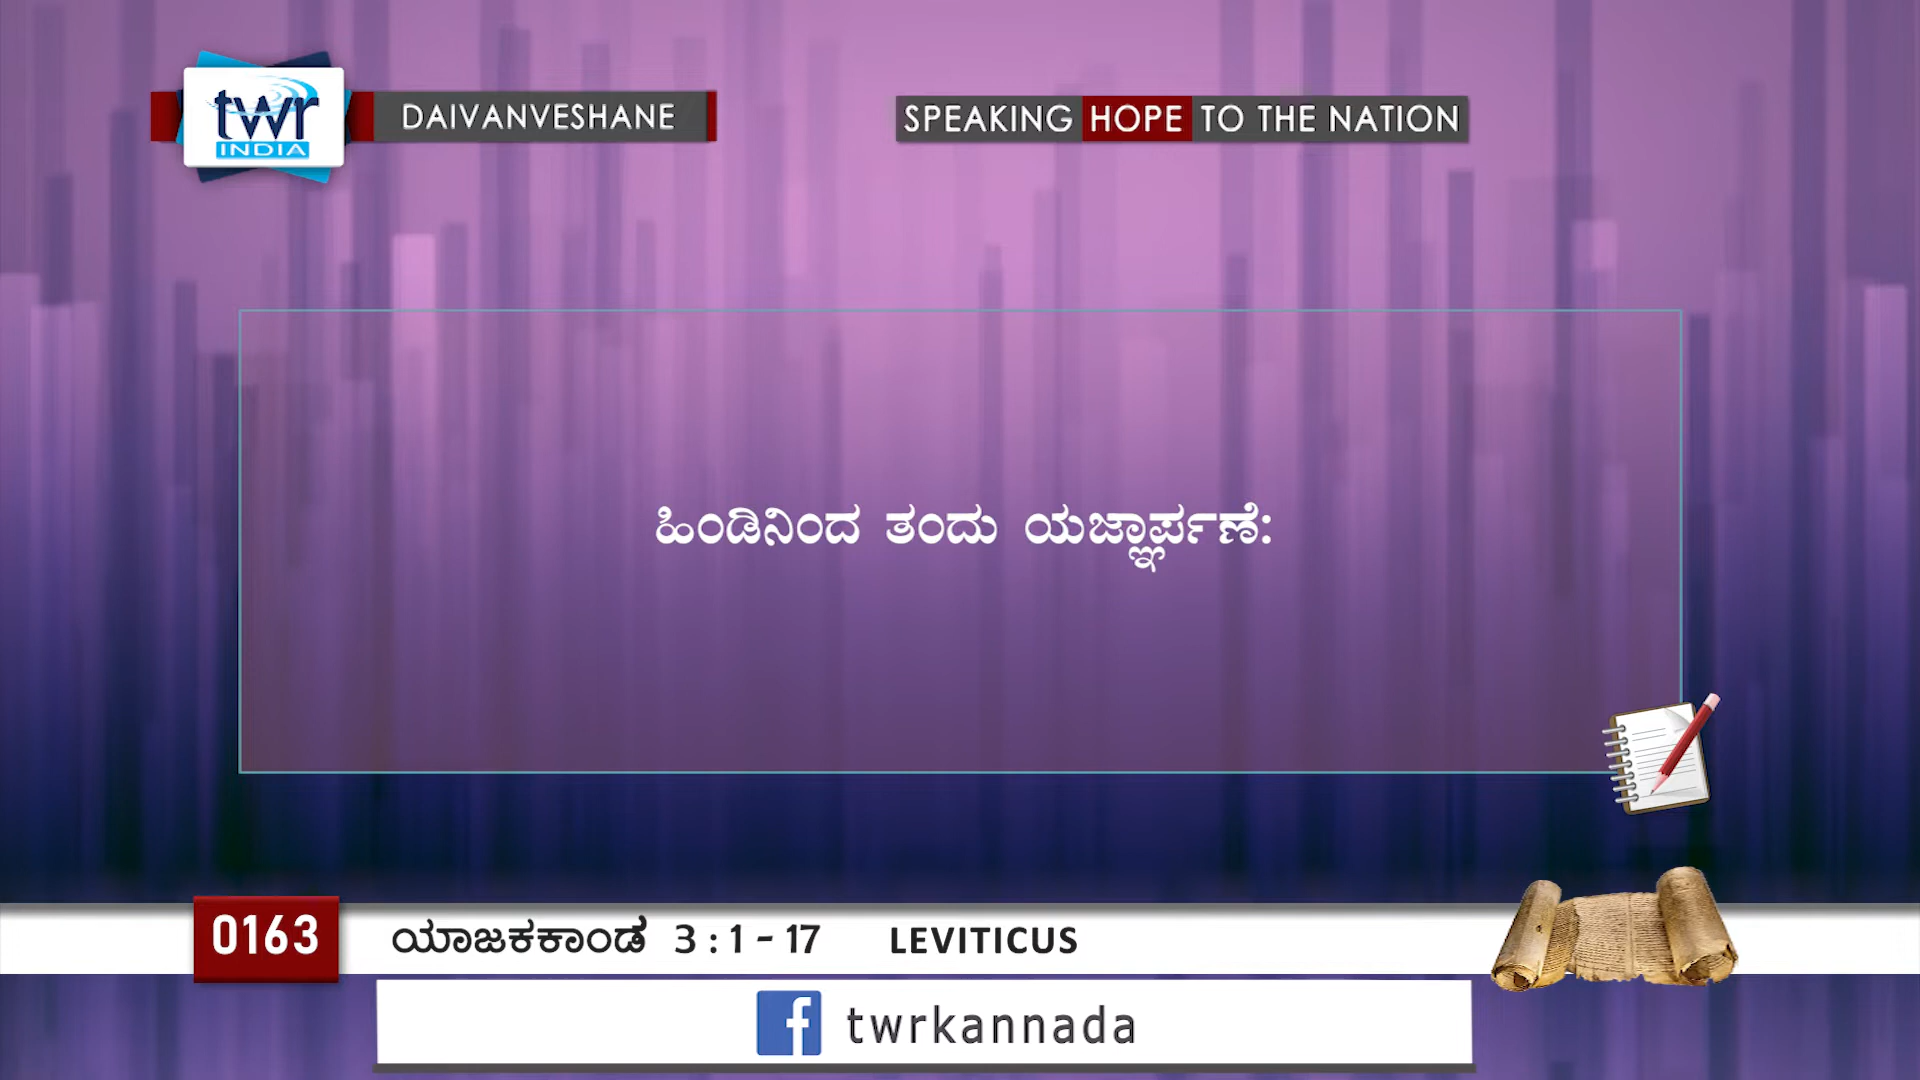 twr
INDIA
DAIVANVESHANE
SPEAKING HOPE TO THE NATION
ಹಿಂಡಿನಿಂದ ತಂದು ಯಜ್ಞಾರ್ಪಣೆ:
0163
ಯಾಜಕಕಾಂಡ 3 : 1 - 17 LEVITICUS
twrkannada